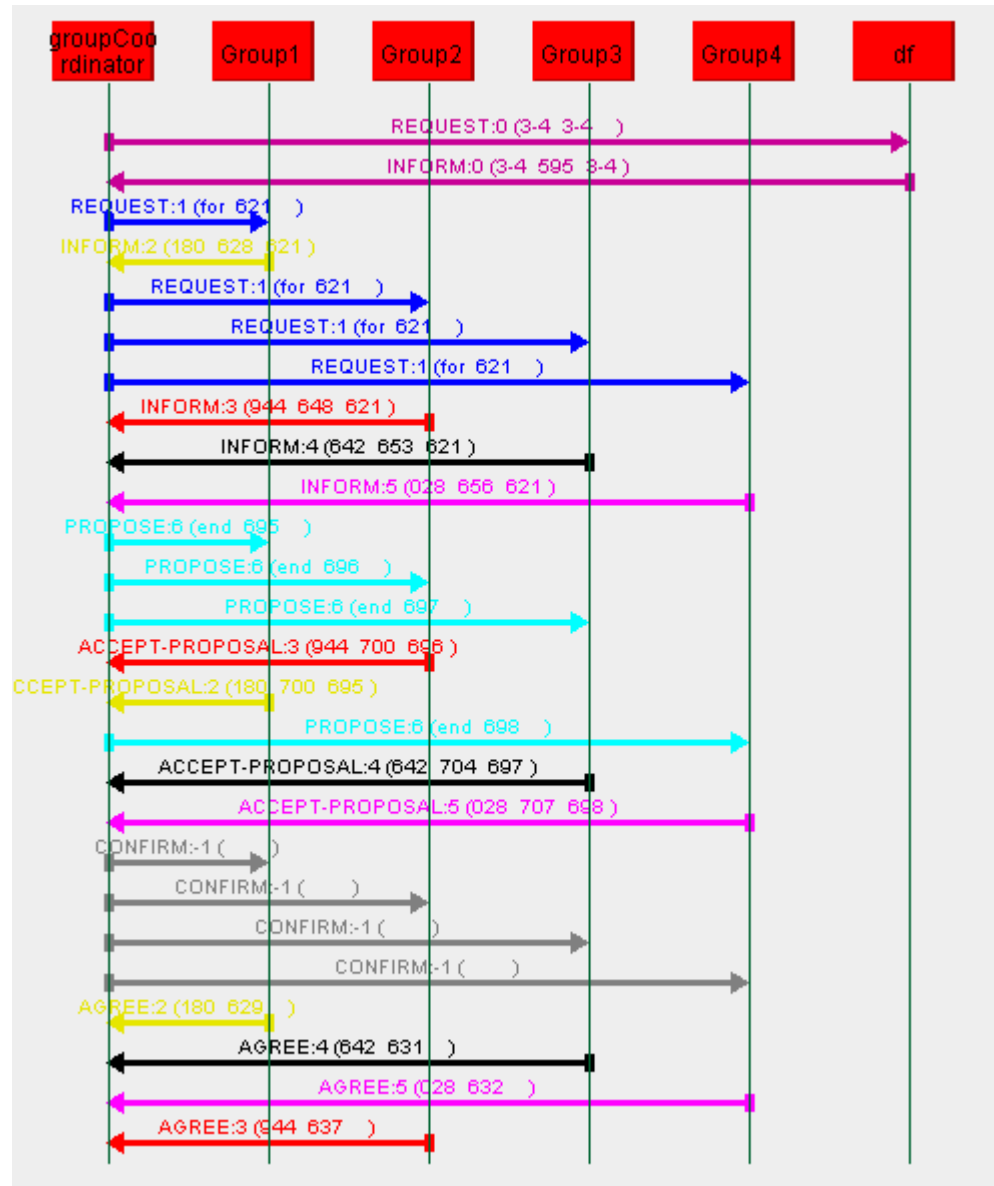 groupCoo
rdinator
Group1
Group2
Group3
Group4
df
REQUEST:0 (3-4 3-4 )
INFORM:0 (3-4 595 3-4 )
REQUEST:1 (for 621 )
INFORM:2 (180 628 621 )
REQUEST:1 (for 621 )
REQUEST:1 (for 621 )
REQUEST:1 (for 621 )
INFORM:3 (944 648 621 )
INFORM:4 (642 653 621 )
INFORM:5 (028 656 621 )
PROPOSE:6 (end 695 )
PROPOSE:6 (end 696 )
PROPOSE:6 (end 697 )
ACCEPT-PROPOSAL:3 (944 700 696 )
CCEPT-PROPOSAL:2 (180 700 695 )
PROPOSE:6 (end 698 )
ACCEPT-PROPOSAL:4 (642 704 697 )
ACCEPT-PROPOSAL:5 (028 707 698 )
CONFIRM:-1 ( )
CONFIRM:-1 ( )
CONFIRM:-1 ( )
CONFIRM:-1 ( )
AGREE:2 (180 629 )
AGREE:4 (642 631 )
AGREE:5 (028 632 )
AGREE:3 (944 637 )